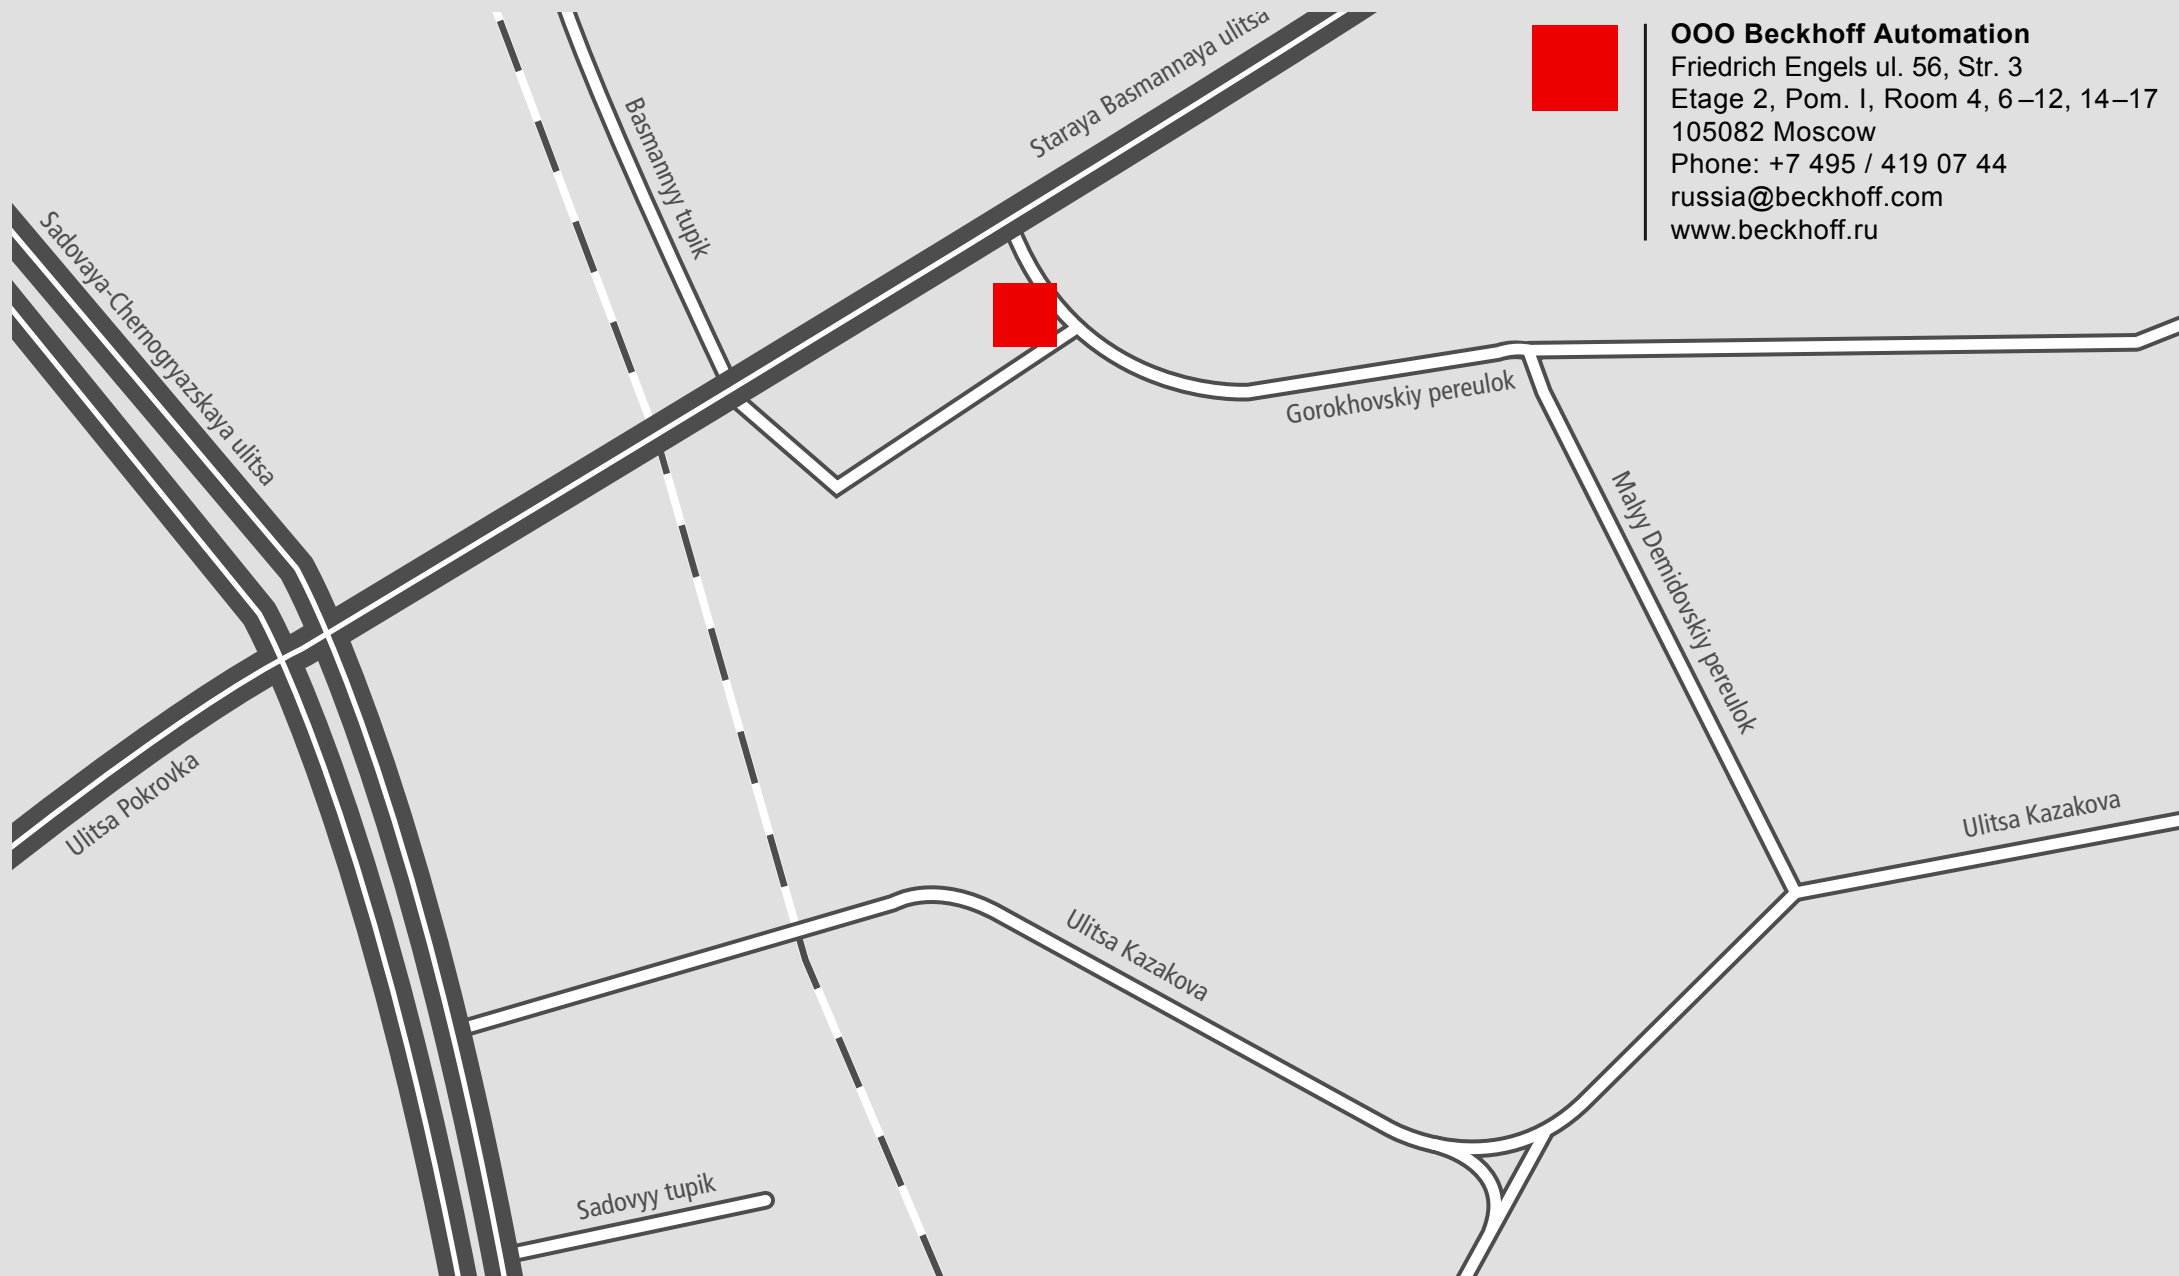 OOO Beckhoff Automation
Friedrich Engels ul. 56, Str. 3
Etage 2, Pom. I, Room 4, 6–12, 14–17
105082 Moscow
Phone: +7 495 / 419 07 44
russia@beckhoff.com
www.beckhoff.ru
Staraya Basmannaya ulitsa
Basmannyy tupik
Sadovaya-Chernogryazskaya ulitsa
Gorokhovskiy pereulok
Malyy Demidovskiy pereulok
Ulitsa Pokrovka
Ulitsa Kazakova
Ulitsa Kazakova
Sadovyy tupik